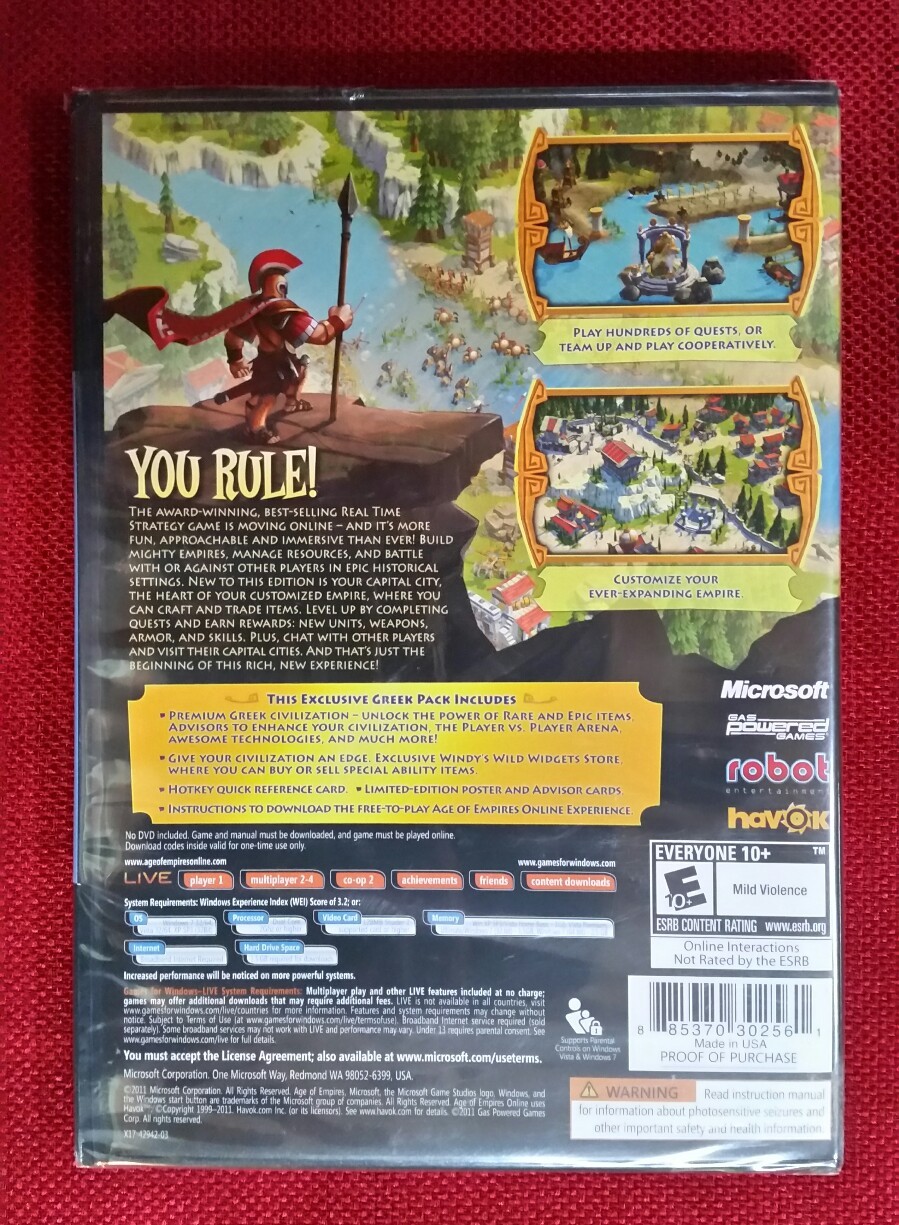 PLAY HUNDREDS OF QUESTS, OR
TEAM UP AND PLAY COOPERATIVELY.
CUSTOMIZE YOUR
EVER-EXPANDING EMPIRE.
YOU RULE!
THE AWARD-WINNING, BEST-SELLING REAL TIME
STRATEGY GAME IS MOVING ONLINE – AND IT'S MORE
FUN, APPROACHABLE AND IMMERSIVE THAN EVER! BUILD
MIGHTY EMPIRES, MANAGE RESOURCES, AND BATTLE
WITH OR AGAINST OTHER PLAYERS IN EPIC HISTORICAL
SETTINGS. NEW TO THIS EDITION IS YOUR CAPITAL CITY,
THE HEART OF YOUR CUSTOMIZED EMPIRE, WHERE YOU
CAN CRAFT AND TRADE ITEMS. LEVEL UP BY COMPLETING
QUESTS AND EARN REWARDS: NEW UNITS, WEAPONS,
ARMOR, AND SKILLS. PLUS, CHAT WITH OTHER PLAYERS
AND VISIT THEIR CAPITAL CITIES. AND THAT'S JUST THE
BEGINNING OF THIS RICH, NEW EXPERIENCE!
THIS EXCLUSIVE GREEK PACK INCLUDES
PREMIUM GREEK CIVILIZATION – UNLOCK THE POWER OF RARE AND EPIC ITEMS,
ADVISORS TO ENHANCE YOUR CIVILIZATION, THE PLAYER VS. PLAYER ARENA,
AWESOME TECHNOLOGIES, AND MUCH MORE!
GIVE YOUR CIVILIZATION AN EDGE. EXCLUSIVE WINDY'S WILD WIDGETS STORE,
WHERE YOU CAN BUY OR SELL SPECIAL ABILITY ITEMS.
HOTKEY QUICK REFERENCE CARD. • LIMITED-EDITION POSTER AND ADVISOR CARDS.
INSTRUCTIONS TO DOWNLOAD THE FREE-TO-PLAY AGE OF EMPIRES ONLINE EXPERIENCE.
Microsoft
GAS
powered
GAMES
robot
entertainment
havok
No DVD included. Game and manual must be downloaded, and game must be played online.
Download codes inside valid for one-time use only.
www.ageofempiresonline.com www.gamesforwindows.com
LIVE player 1 multiplayer 2-4 co-op 2 achievements friends content downloads
System Requirements: Windows Experience Index (WEI) Score of 3.2; or:
OS Processor Video Card Memory
Internet Hard Drive Space
Increased performance will be noticed on more powerful systems.
Games for Windows–LIVE System Requirements: Multiplayer play and other LIVE features included at no charge;
games may offer additional downloads that may require additional fees. LIVE is not available in all countries, visit
www.gamesforwindows.com/live/countries for more information. Features and system requirements may change without
notice. Subject to Terms of Use (at www.gamesforwindows.com/live/termsofuse). Broadband Internet service required (sold
separately). Some broadband services may not work with LIVE and performance may vary. Under 13 requires parental consent. See
www.gamesforwindows.com/live for full details.
You must accept the License Agreement; also available at www.microsoft.com/useterms.
Microsoft Corporation. One Microsoft Way, Redmond WA 98052-6399, USA.
©2011 Microsoft Corporation. All Rights Reserved. Age of Empires, Microsoft, the Microsoft Game Studios logo, Windows, and
the Windows start button are trademarks of the Microsoft group of companies. All Rights Reserved. Age of Empires Online uses
Havok™. ©Copyright 1999–2011. Havok.com Inc. (or its licensors). See www.havok.com for details. ©2011 Gas Powered Games
Corp. All rights reserved.
X17-42942-03
Supports Parental
Controls on Windows
Vista & Windows 7
EVERYONE 10+ ™
E
10+
Mild Violence
ESRB CONTENT RATING www.esrb.org
Online Interactions
Not Rated by the ESRB
8 85370 30256 1
Made in USA
PROOF OF PURCHASE
WARNING Read instruction manual
for information about photosensitive seizures and
other important safety and health information.